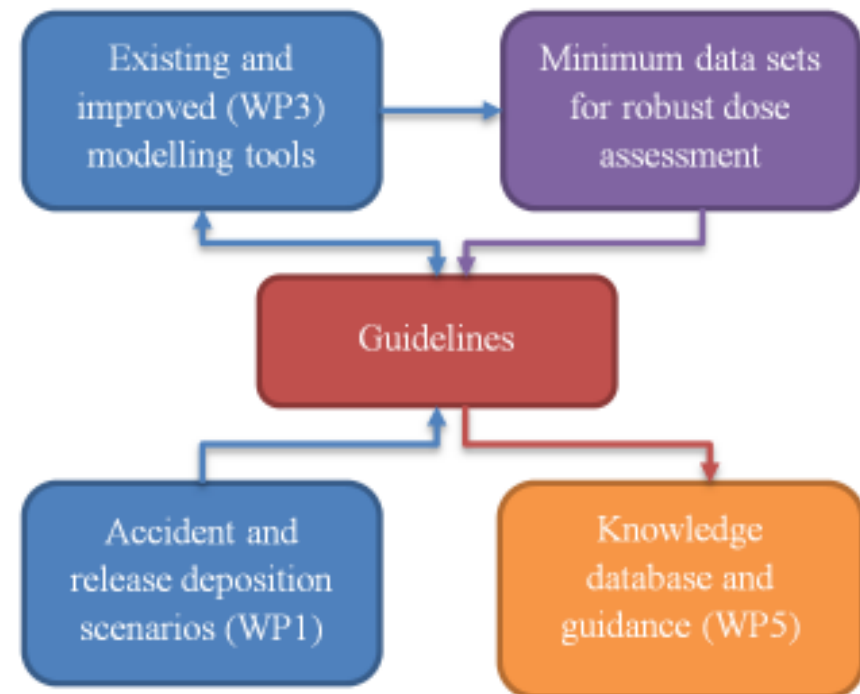 Existing and
improved (WP3)
modelling tools
Minimum data sets
for robust dose
assessment
Guidelines
Accident and
release deposition
scenarios (WP1)
Knowledge
database and
guidance (WP5)